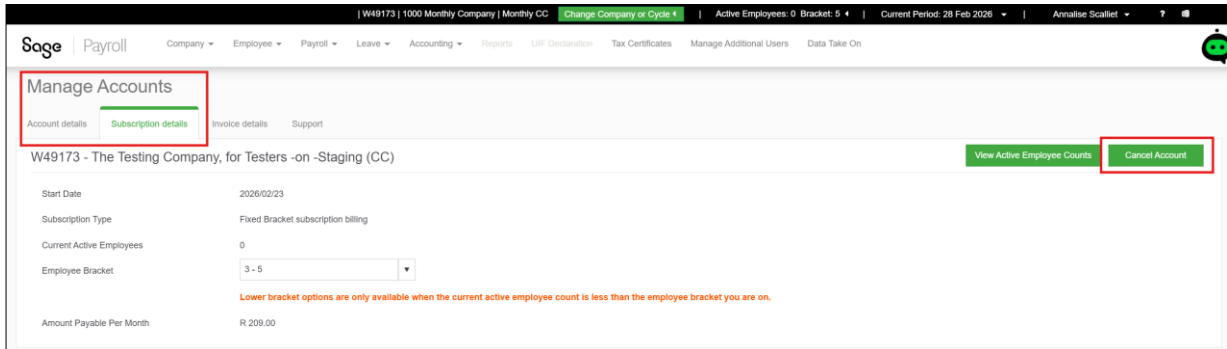 | W49173 | 1000 Monthly Company | Monthly CC Change Company or Cycle | Active Employees: 0 Bracket: 5 | Current Period: 28 Feb 2026 | Annalise Scalliet ?
Sage Payroll Company Employee Payroll Leave Accounting Reports UIF Declaration Tax Certificates Manage Additional Users Data Take On
Manage Accounts
Account details Subscription details Invoice details Support
W49173 - The Testing Company, for Testers -on -Staging (CC) View Active Employee Counts Cancel Account
Start Date 2026/02/23
Subscription Type Fixed Bracket subscription billing
Current Active Employees 0
Employee Bracket 3 - 5
Lower bracket options are only available when the current active employee count is less than the employee bracket you are on.
Amount Payable Per Month R 209.00